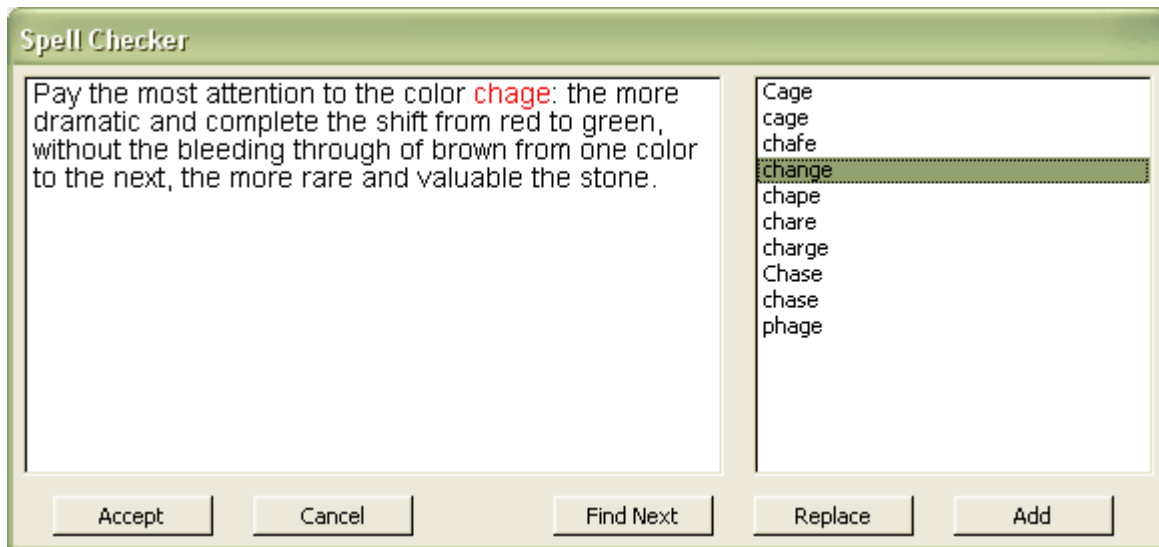 Spell Checker
Pay the most attention to the color chage: the more
dramatic and complete the shift from red to green,
without the bleeding through of brown from one color
to the next, the more rare and valuable the stone.
Cage
cage
chafe
change
chape
chare
charge
Chase
chase
phage
Accept
Cancel
Find Next
Replace
Add